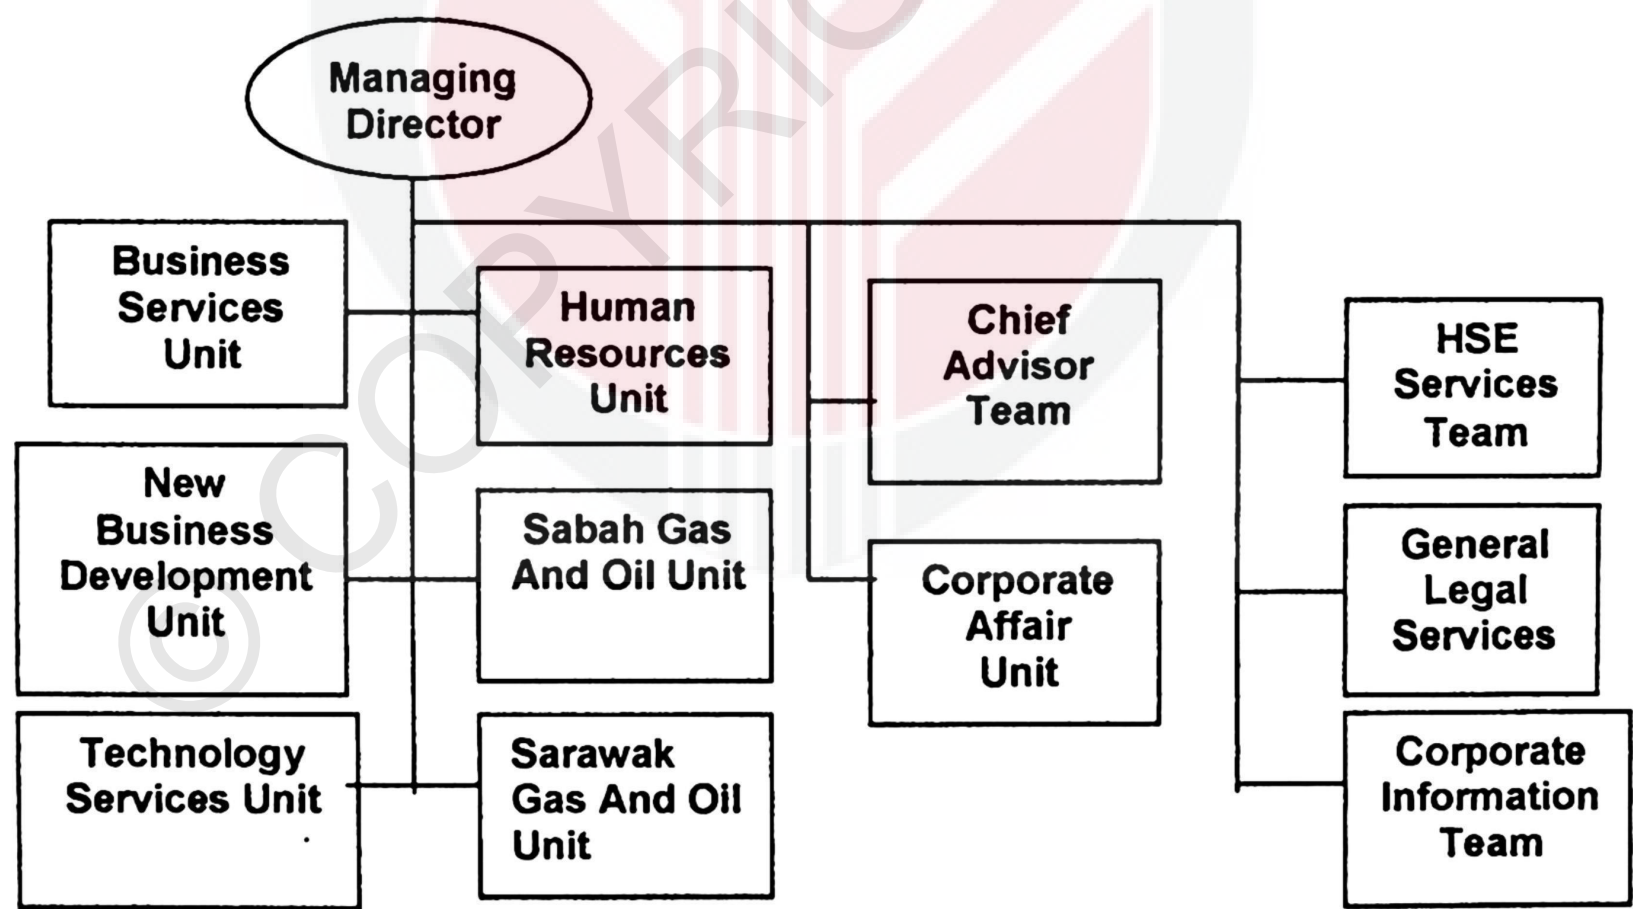 Managing
Director
Business
Services
Unit
Human
Resources
Unit
Chief
Advisor
Team
HSE
Services
Team
New
Business
Development
Unit
Sabah Gas
And Oil Unit
Corporate
Affair
Unit
General
Legal
Services
Technology
Services Unit
Sarawak
Gas And Oil
Unit
Corporate
Information
Team
© COPYRIG